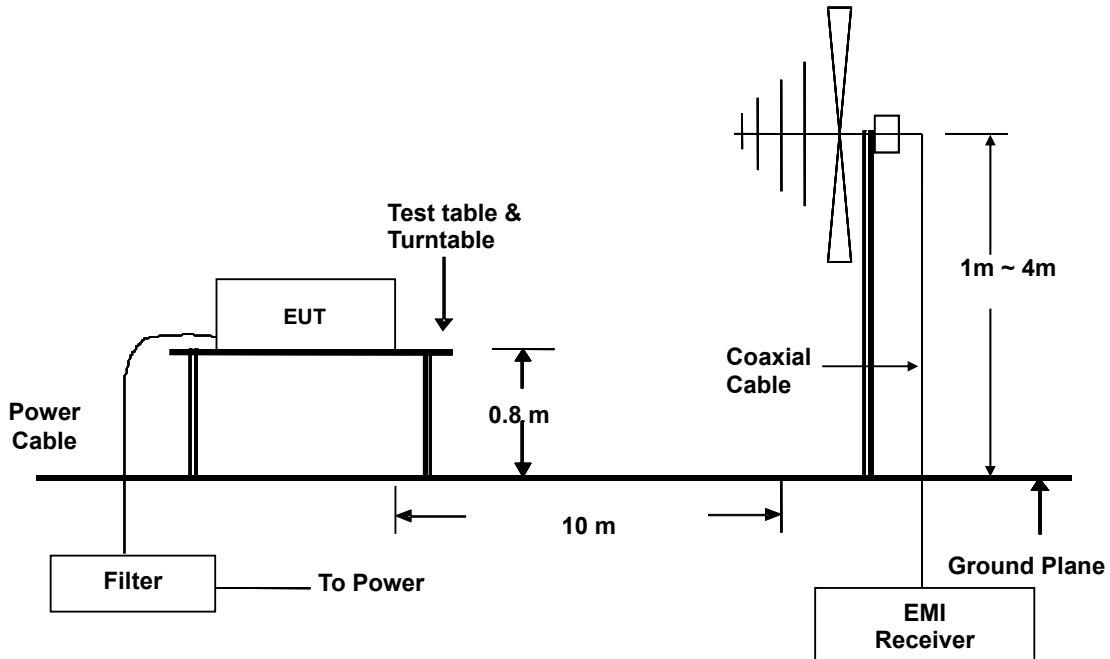 Test table &
Turntable
1m ~ 4m
EUT
Coaxial
Cable
0.8 m
Power
Cable
10 m
Ground Plane
Filter
To Power
EMI
Receiver